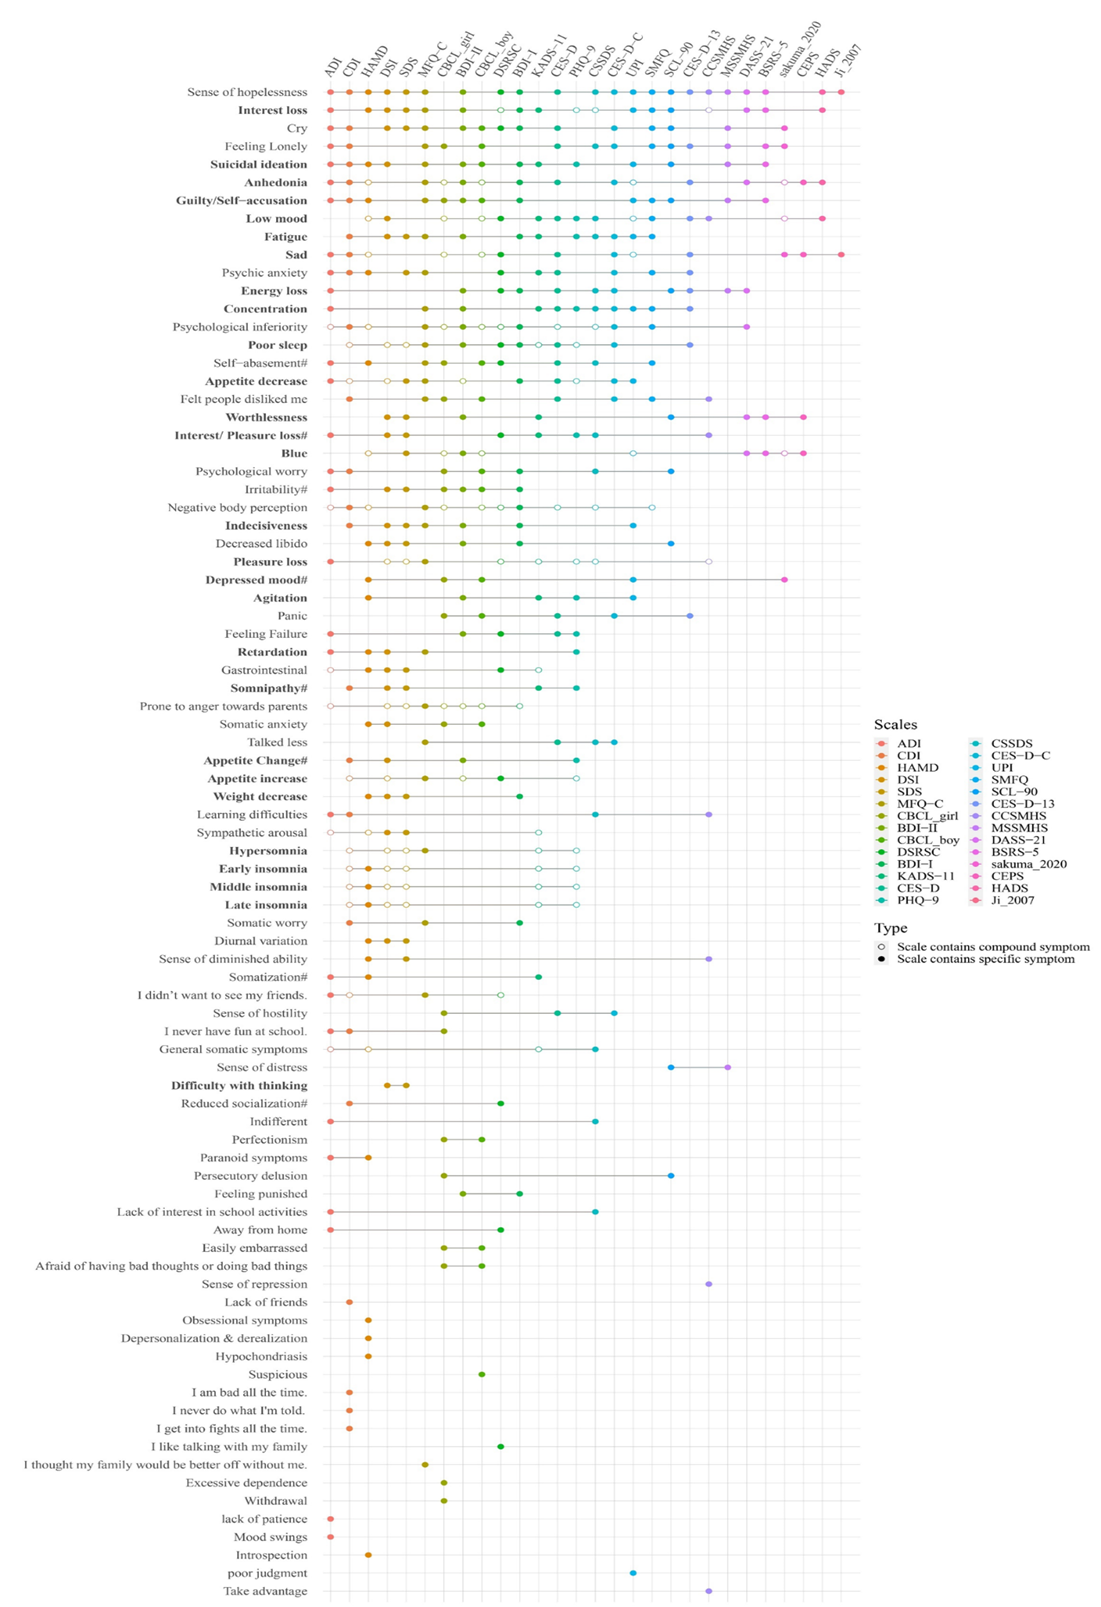 ADI CDI HAMD DSI SDS MFQ-C CBCL_girl BDI-II CBCL_boy DSRSC BDI-I KADS-11 CES-D PHQ-9 CSSDS CES-D-C UPI SMFQ SCL-90 CES-D-13 CCSMHS MSSMHS DASS-21 BSRS-5 sakuma_2020 CEPS HADS Ji_2007
Sense of hopelessness
Interest loss
Cry
Feeling Lonely
Suicidal ideation
Anhedonia
Guilty/Self-accusation
Low mood
Fatigue
Sad
Psychic anxiety
Energy loss
Concentration
Psychological inferiority
Poor sleep
Self-abasement#
Appetite decrease
Felt people disliked me
Worthlessness
Interest/ Pleasure loss#
Blue
Psychological worry
Irritability#
Negative body perception
Indecisiveness
Decreased libido
Pleasure loss
Depressed mood#
Agitation
Panic
Feeling Failure
Retardation
Gastrointestinal
Somnipathy#
Prone to anger towards parents
Somatic anxiety
Talked less
Appetite Change#
Appetite increase
Weight decrease
Learning difficulties
Sympathetic arousal
Hypersomnia
Early insomnia
Middle insomnia
Late insomnia
Somatic worry
Diurnal variation
Sense of diminished ability
Somatization#
I didn't want to see my friends.
Sense of hostility
I never have fun at school.
General somatic symptoms
Sense of distress
Difficulty with thinking
Reduced socialization#
Indifferent
Perfectionism
Paranoid symptoms
Persecutory delusion
Feeling punished
Lack of interest in school activities
Away from home
Easily embarrassed
Afraid of having bad thoughts or doing bad things
Sense of repression
Lack of friends
Obsessional symptoms
Depersonalization & derealization
Hypochondriasis
Suspicious
I am bad all the time.
I never do what I'm told.
I get into fights all the time.
I like talking with my family
I thought my family would be better off without me.
Excessive dependence
Withdrawal
lack of patience
Mood swings
Introspection
poor judgment
Take advantage
Scales
ADI CSSDS
CDI CES-D-C
HAMD UPI
DSI SMFQ
SDS SCL-90
MFQ-C CES-D-13
CBCL_girl CCSMHS
BDI-II MSSMHS
CBCL_boy DASS-21
DSRSC BSRS-5
BDI-I sakuma_2020
KADS-11 CEPS
CES-D HADS
PHQ-9 Ji_2007
Type
Scale contains compound symptom
Scale contains specific symptom